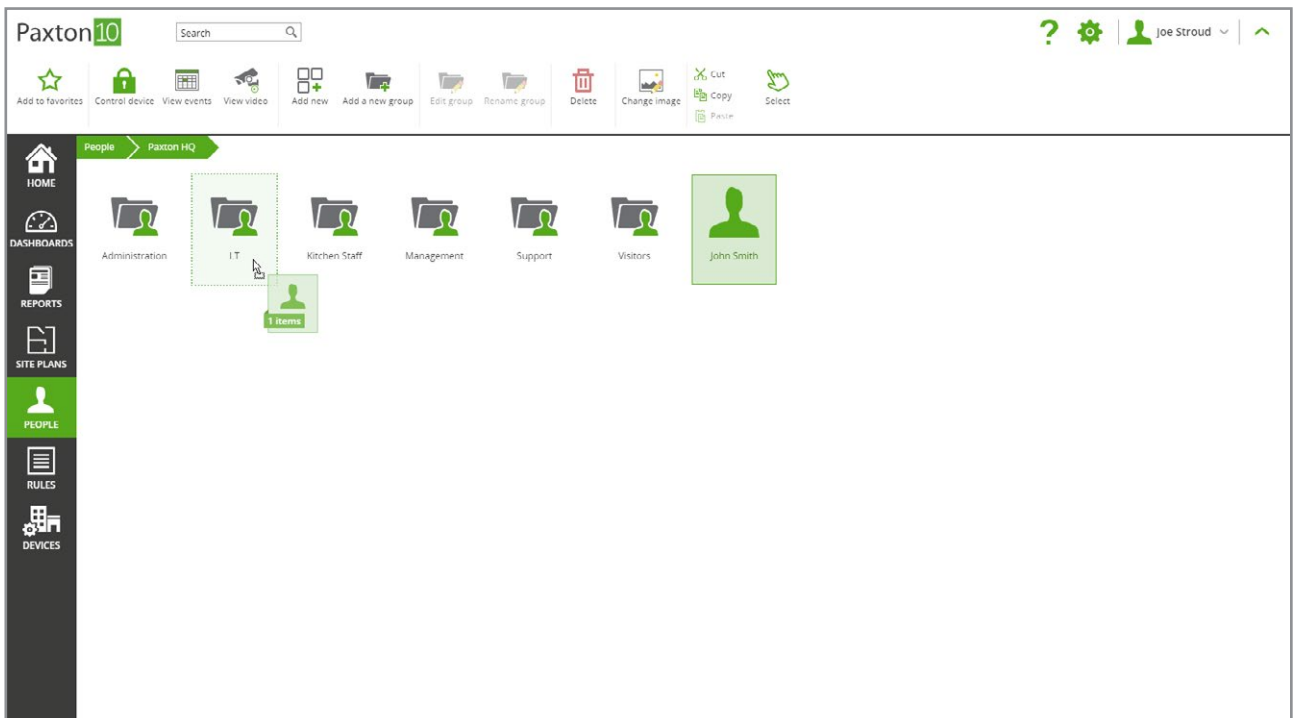 Paxton 10
Search
Joe Stroud
Add to favorites
Control device
View events
View video
Add new
Add a new group
Edit group
Rename group
Delete
Change image
Cut
Copy
Paste
Select
People
Paxton HQ
HOME
DASHBOARDS
REPORTS
SITE PLANS
PEOPLE
RULES
DEVICES
Administration
I.T
Kitchen Staff
Management
Support
Visitors
John Smith
1 items